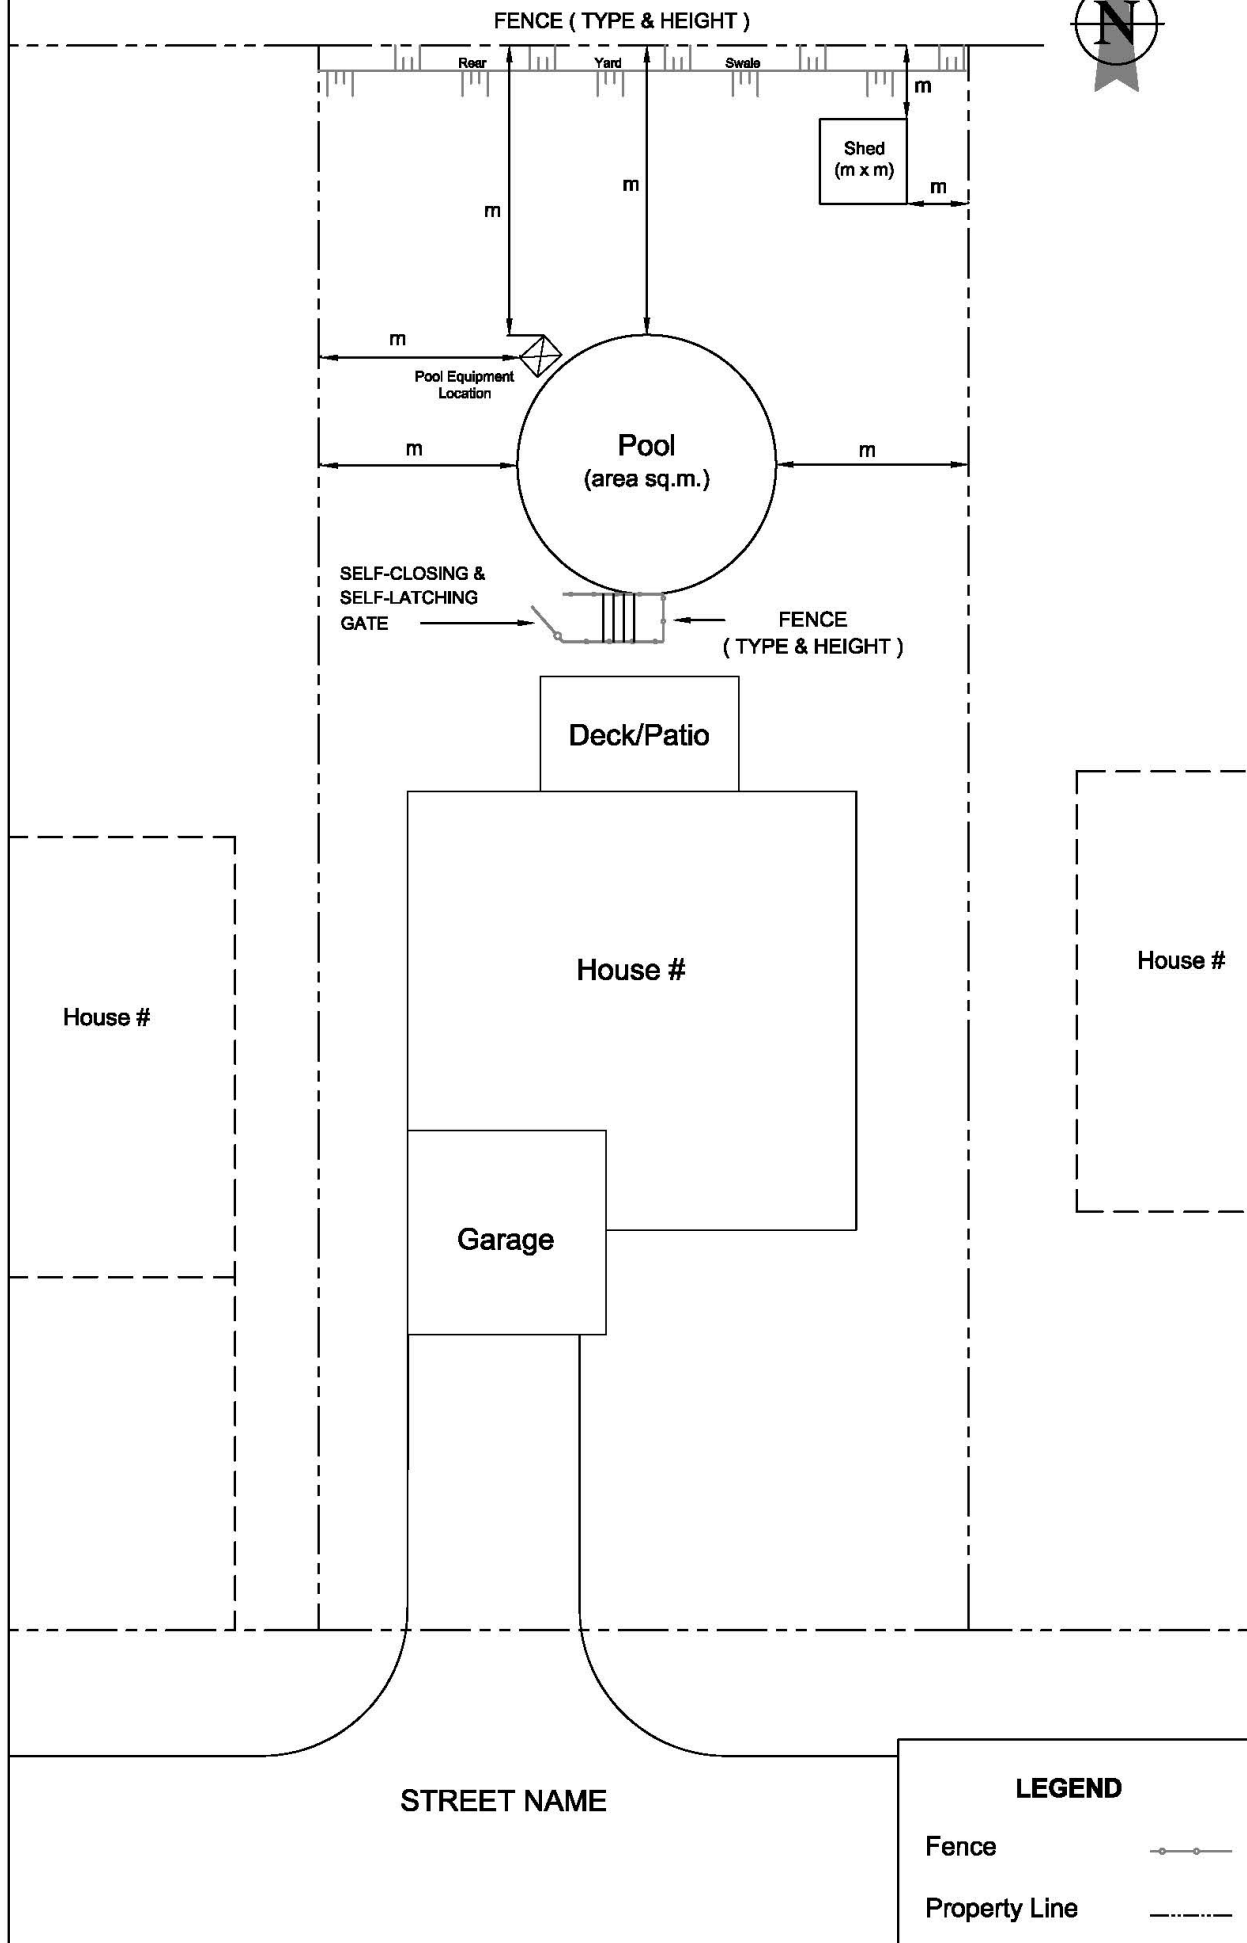 FENCE ( TYPE & HEIGHT )
N
Rear Yard Swale
m
Shed
(m x m)
m
m
m
m
Pool Equipment
Location
m
m
Pool
(area sq.m.)
SELF-CLOSING &
SELF-LATCHING
GATE
FENCE
( TYPE & HEIGHT )
Deck/Patio
House #
House #
House #
Garage
STREET NAME
LEGEND
Fence
Property Line